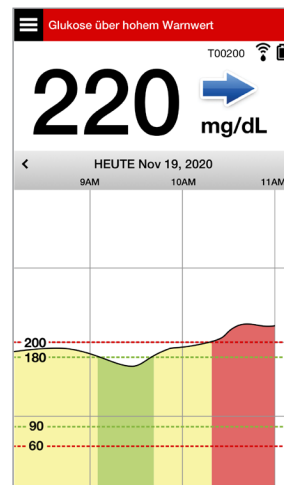 Glukose über hohem Warnwert
T00200
220
mg/dL
HEUTE Nov 19, 2020
9AM 10AM 11AM
200
180
90
60